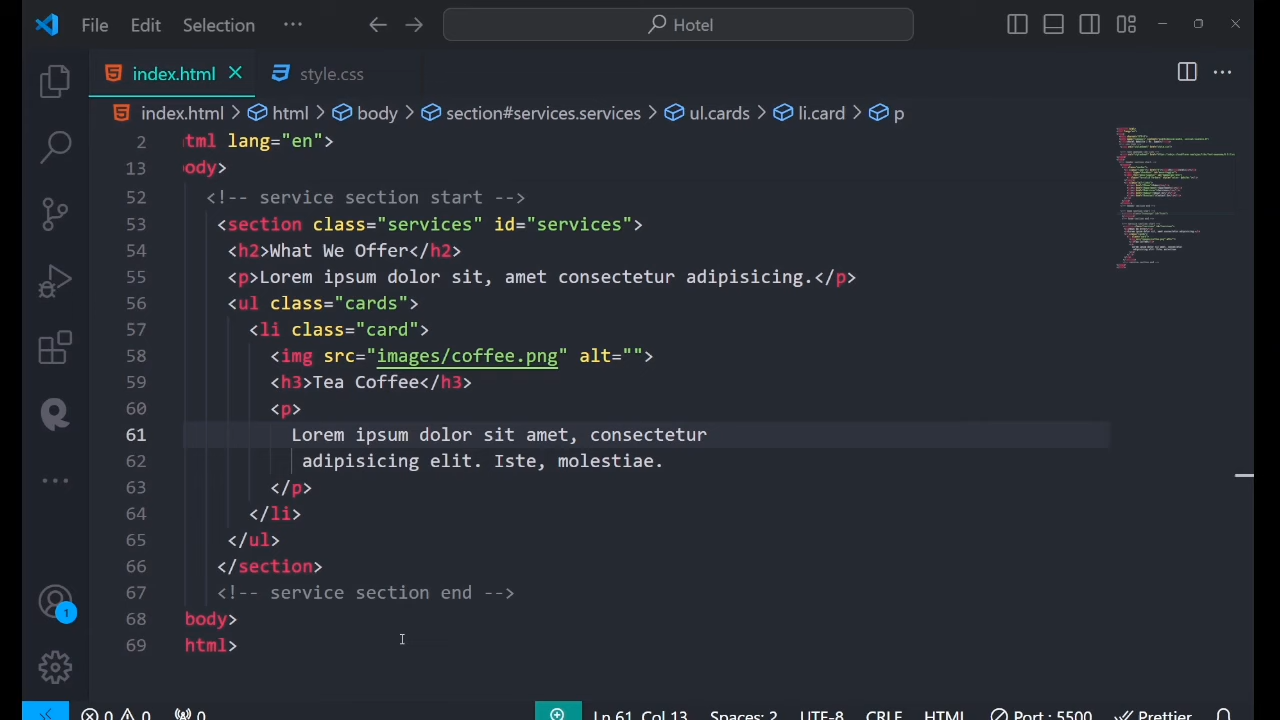 File Edit Selection ··· Hotel
index.html style.css
index.html > html > body > section#services.services > ul.cards > li.card > p
2 tml lang="en">
13 ody>
52 <!-- service section start -->
53 <section class="services" id="services">
54 <h2>What We Offer</h2>
55 <p>Lorem ipsum dolor sit, amet consectetur adipisicing.</p>
56 <ul class="cards">
57 <li class="card">
58 <img src="images/coffee.png" alt="">
59 <h3>Tea Coffee</h3>
60 <p>
61 Lorem ipsum dolor sit amet, consectetur
62 adipisicing elit. Iste, molestiae.
63 </p>
64 </li>
65 </ul>
66 </section>
67 <!-- service section end -->
68 body>
69 html>
1
0 0 0 Ln 61, Col 13 Spaces: 2 UTF-8 CRLF HTML Port : 5500 Prettier